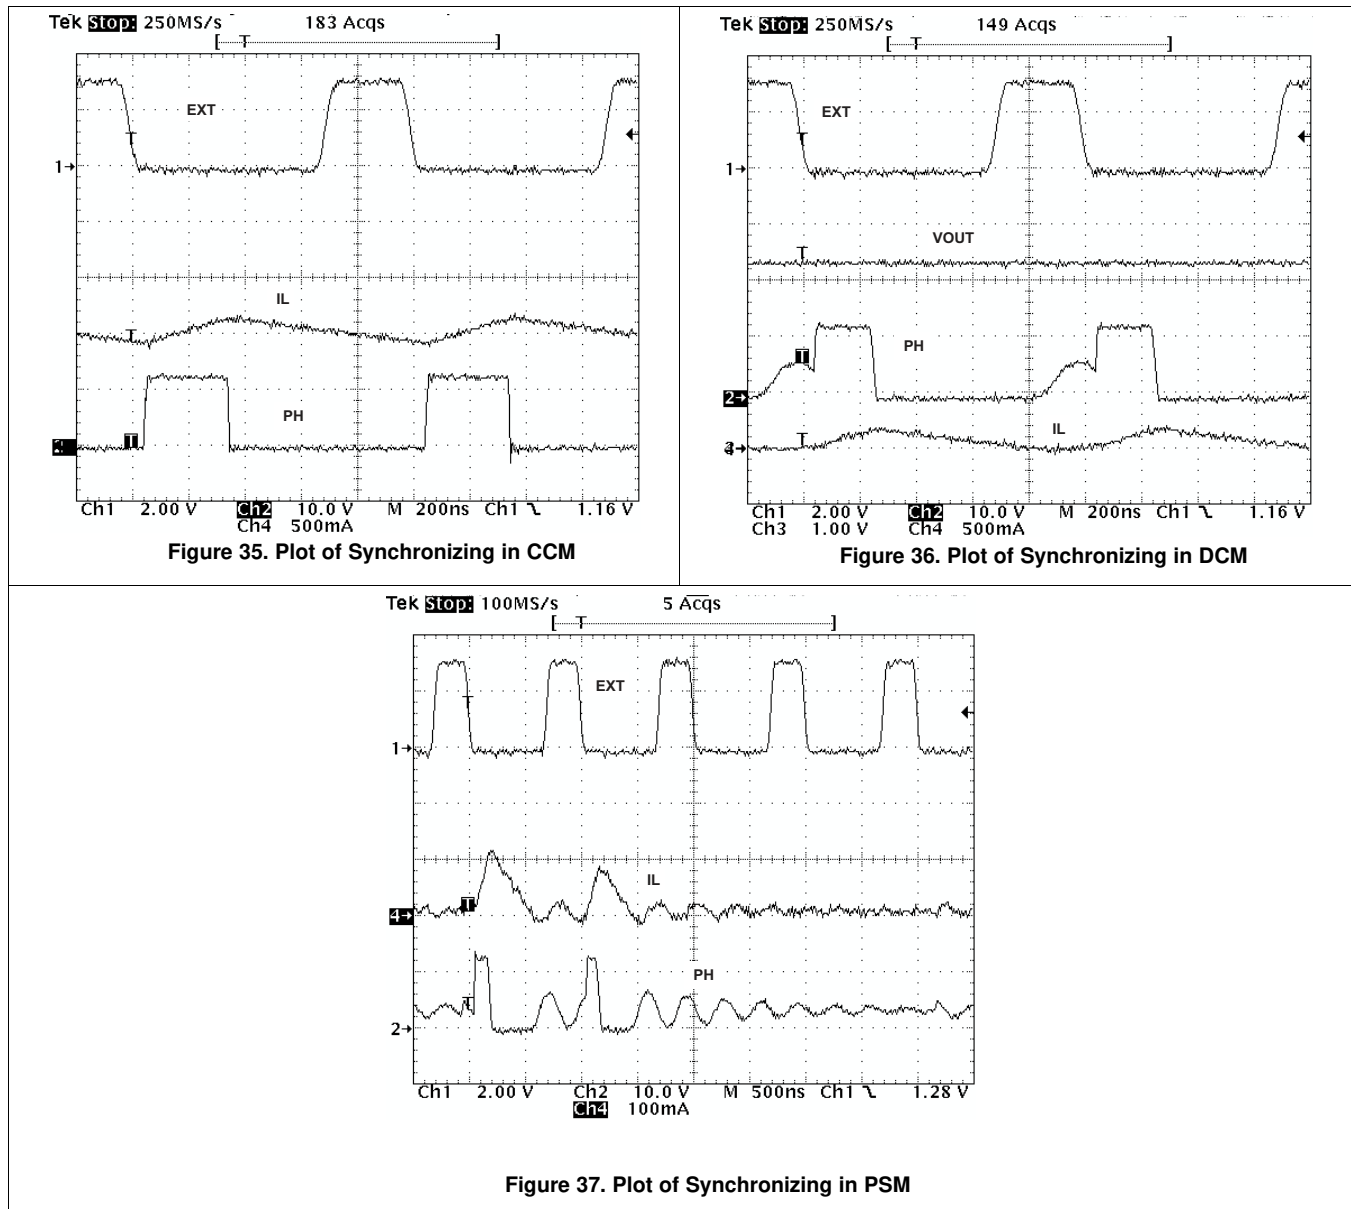 Tek Stop: 250MS/s 183 Acqs
[ T ]
EXT
T
1→
IL
T
PH
T
Ch1 2.00 V Ch2 10.0 V M 200ns Ch1 1.16 V
Ch4 500mA
Figure 35. Plot of Synchronizing in CCM
Tek Stop: 250MS/s 149 Acqs
[ T ]
EXT
T
1→
VOUT
T
PH
T
2→
IL
T
Ch1 2.00 V Ch2 10.0 V M 200ns Ch1 1.16 V
Ch3 1.00 V Ch4 500mA
Figure 36. Plot of Synchronizing in DCM
Tek Stop: 100MS/s 5 Acqs
[ T ]
EXT
T
1→
IL
T
4→
PH
T
2→
Ch1 2.00 V Ch2 10.0 V M 500ns Ch1 1.28 V
Ch4 100mA
Figure 37. Plot of Synchronizing in PSM